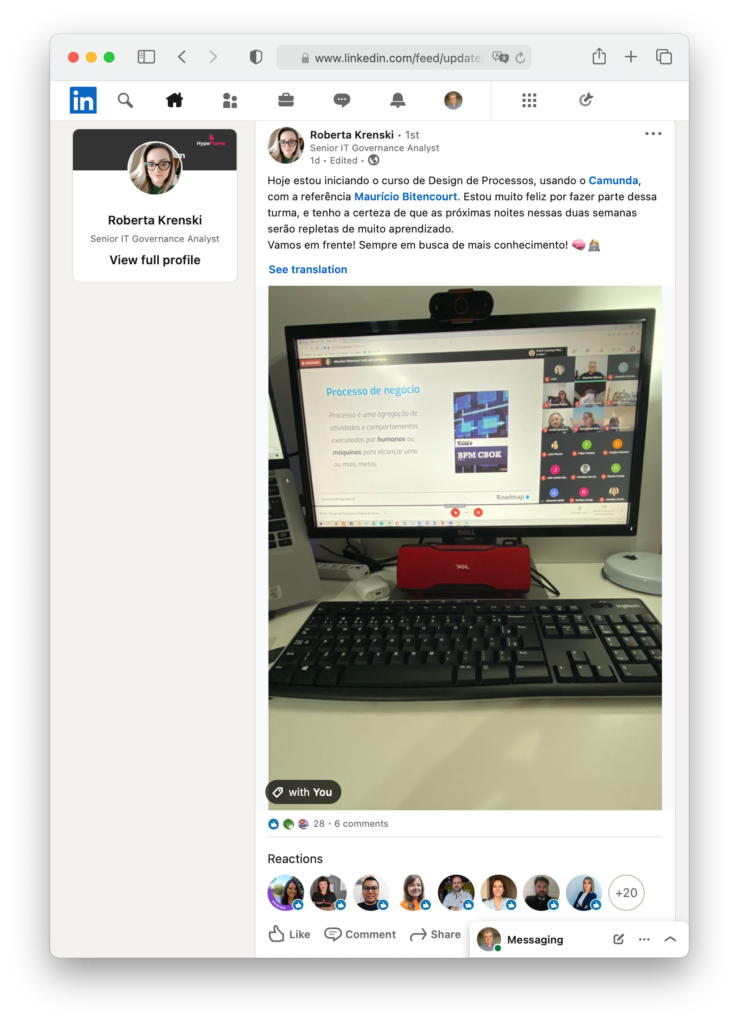 www.linkedin.com/feed/update/
in
HypeFlame
Roberta Krenski
Senior IT Governance Analyst
View full profile
Roberta Krenski • 1st
Senior IT Governance Analyst
1d • Edited •
Hoje estou iniciando o curso de Design de Processos, usando o Camunda,
com a referência Maurício Bitencourt. Estou muito feliz por fazer parte dessa
turma, e tenho a certeza de que as próximas noites nessas duas semanas
serão repletas de muito aprendizado.
Vamos em frente! Sempre em busca de mais conhecimento!
See translation
Processo de negócio
Processo é uma agregação de
atividades e comportamentos
executados por humanos ou
máquinas para alcançar uma
ou mais metas.
BPM CBOK
Roadmap
DELL
logitech
with You
28 • 6 comments
Reactions
+20
Like
Comment
Share
Messaging